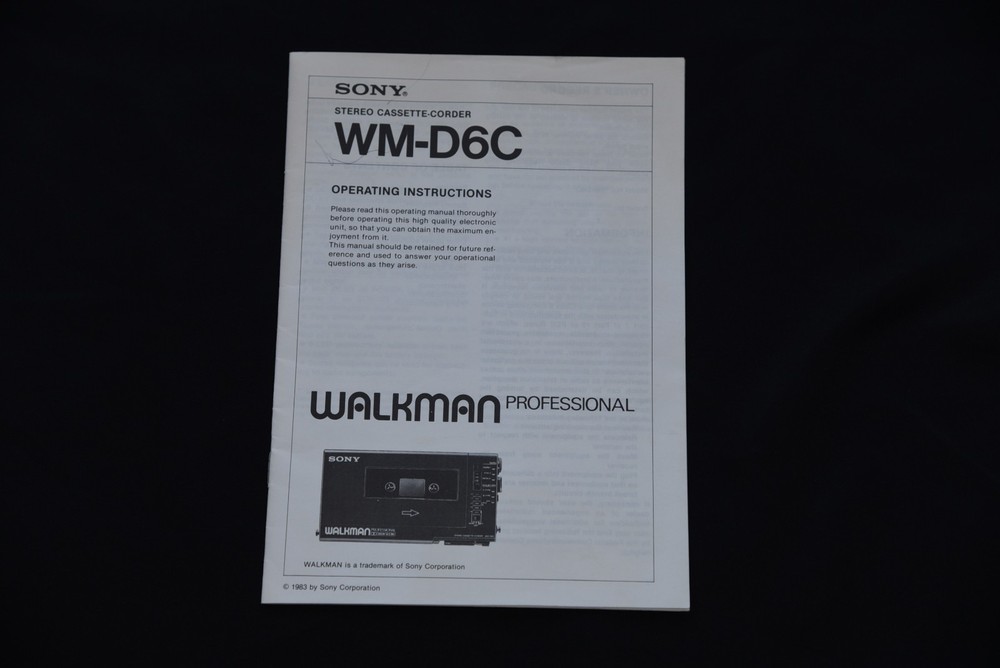 SONY®
STEREO CASSETTE-CORDER
WM-D6C
OPERATING INSTRUCTIONS
Please read this operating manual thoroughly
before operating this high quality electronic
unit, so that you can obtain the maximum en-
joyment from it.
This manual should be retained for future ref-
erence and used to answer your operational
questions as they arise.
WALKMAN PROFESSIONAL
SONY
WALKMAN PROFESSIONAL
WALKMAN is a trademark of Sony Corporation
© 1983 by Sony Corporation